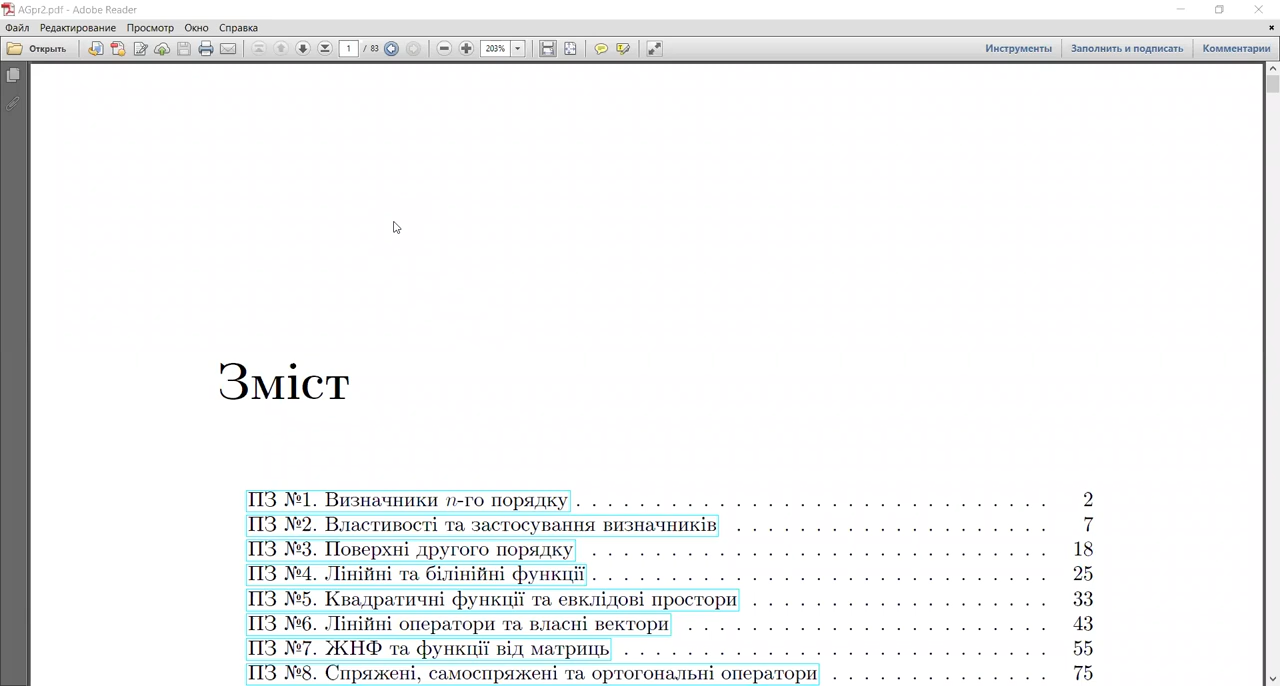 AGpr2.pdf - Adobe Reader
Файл Редактирование Просмотр Окно Справка
Открыть 1 / 83 203% Инструменты Заполнить и подписать Комментарии
Зміст
ПЗ №1. Визначники n-го порядку . . . . . . . . . . . . . . . . . . . . . . . . . . . . . . 2
ПЗ №2. Властивості та застосування визначників . . . . . . . . . . . . . . . . . . . . 7
ПЗ №3. Поверхні другого порядку . . . . . . . . . . . . . . . . . . . . . . . . . . . . . 18
ПЗ №4. Лінійні та білінійні функції . . . . . . . . . . . . . . . . . . . . . . . . . . . . . 25
ПЗ №5. Квадратичні функції та евклідові простори . . . . . . . . . . . . . . . . . . . 33
ПЗ №6. Лінійні оператори та власні вектори . . . . . . . . . . . . . . . . . . . . . . . 43
ПЗ №7. ЖНФ та функції від матриць . . . . . . . . . . . . . . . . . . . . . . . . . . . 55
ПЗ №8. Спряжені, самоспряжені та ортогональні оператори . . . . . . . . . . . . . . 75